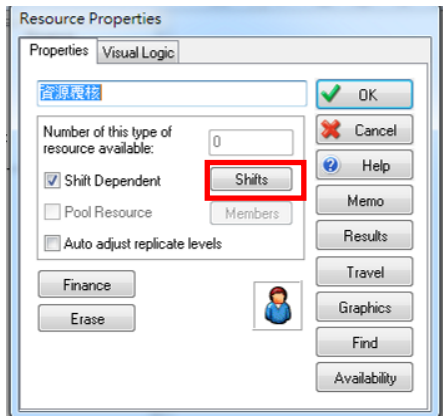 Resource Properties
Properties
Visual Logic
資源覆核
Number of this type of
resource available:
0
Shift Dependent
Shifts
Pool Resource
Members
Auto adjust replicate levels
Finance
Erase
OK
Cancel
Help
Memo
Results
Travel
Graphics
Find
Availability